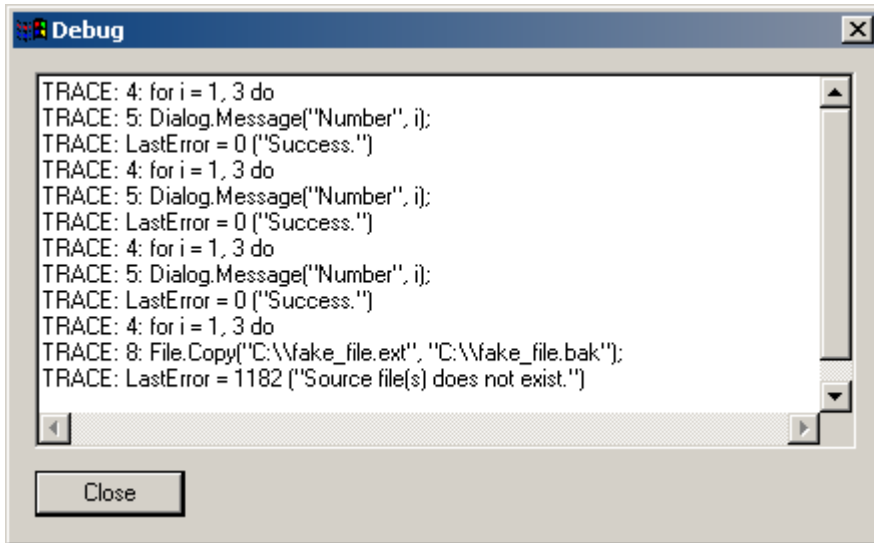 Debug
TRACE: 4: for i = 1, 3 do
TRACE: 5: Dialog.Message("Number", i);
TRACE: LastError = 0 ("Success.")
TRACE: 4: for i = 1, 3 do
TRACE: 5: Dialog.Message("Number", i);
TRACE: LastError = 0 ("Success.")
TRACE: 4: for i = 1, 3 do
TRACE: 5: Dialog.Message("Number", i);
TRACE: LastError = 0 ("Success.")
TRACE: 4: for i = 1, 3 do
TRACE: 8: File.Copy("C:\\fake_file.ext", "C:\\fake_file.bak");
TRACE: LastError = 1182 ("Source file(s) does not exist.")
Close